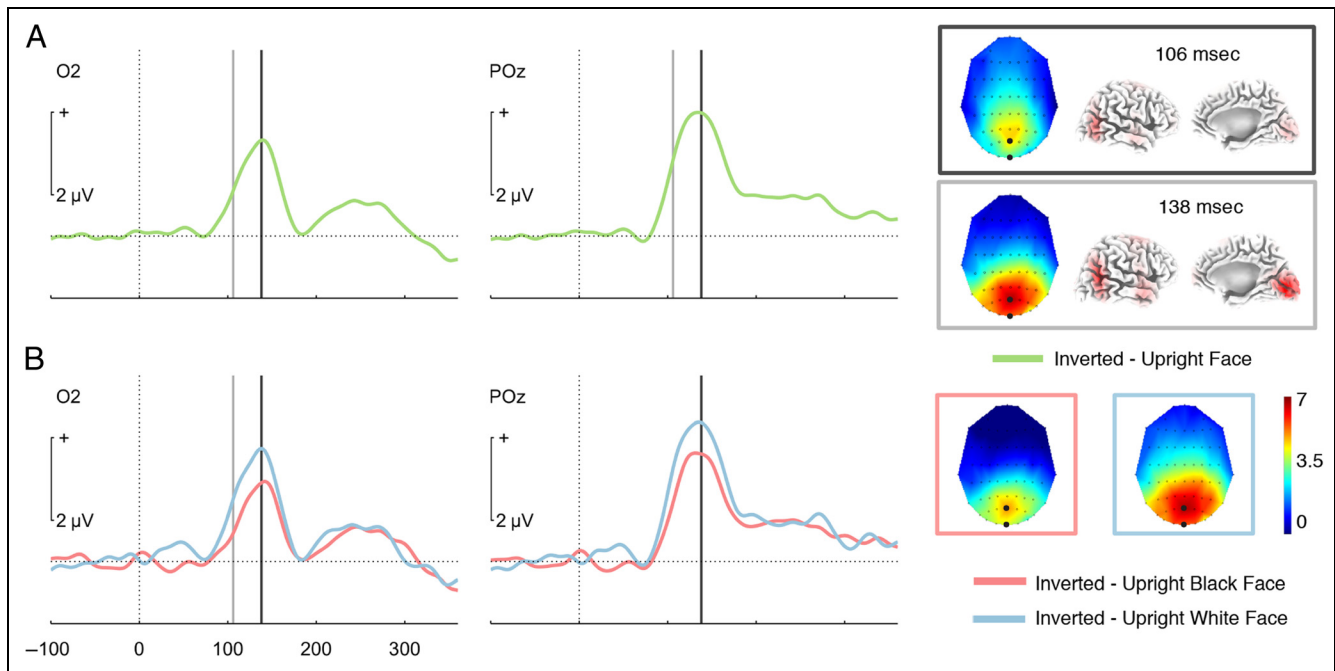 A
O2
+
2 µV
POz
+
2 µV
106 msec
138 msec
Inverted - Upright Face
B
O2
+
2 µV
–100
0
100
200
300
POz
+
2 µV
7
3.5
0
Inverted - Upright Black Face
Inverted - Upright White Face